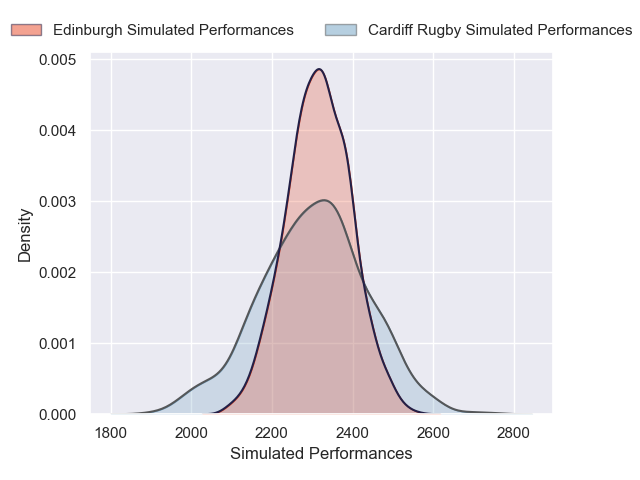 Edinburgh Simulated Performances Cardiff Rugby Simulated Performances
0.005
0.004
0.003
0.002
0.001
0.000
Density
1800 2000 2200 2400 2600 2800
Simulated Performances